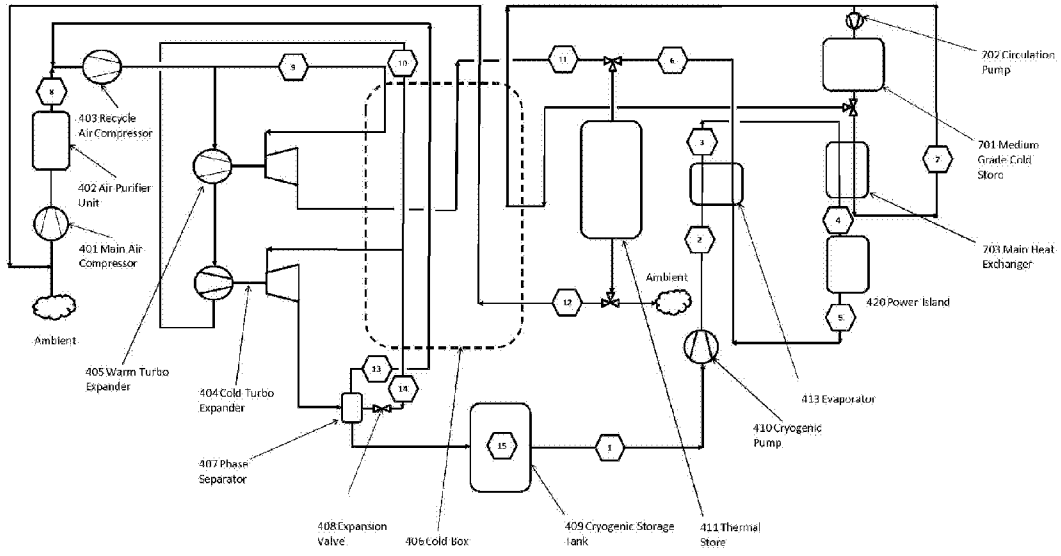 9
10
11
6
8
403 Recycle
Air Compressor
402 Air Purifier
Unit
401 Main Air
Compressor
Ambient
405 Warm Turbo
Expander
404 Cold Turbo
Expander
407 Phase
Separator
408 Expansion
Valve
406 Cold Box
13
14
15
409 Cryogenic Storage
Tank
1
12
Ambient
411 Thermal
Store
410 Cryogenic
Pump
413 Evaporator
2
3
4
5
7
702 Circulation
Pump
701 Medium
Grade Cold
Store
703 Main Heat
Exchanger
420 Power Island